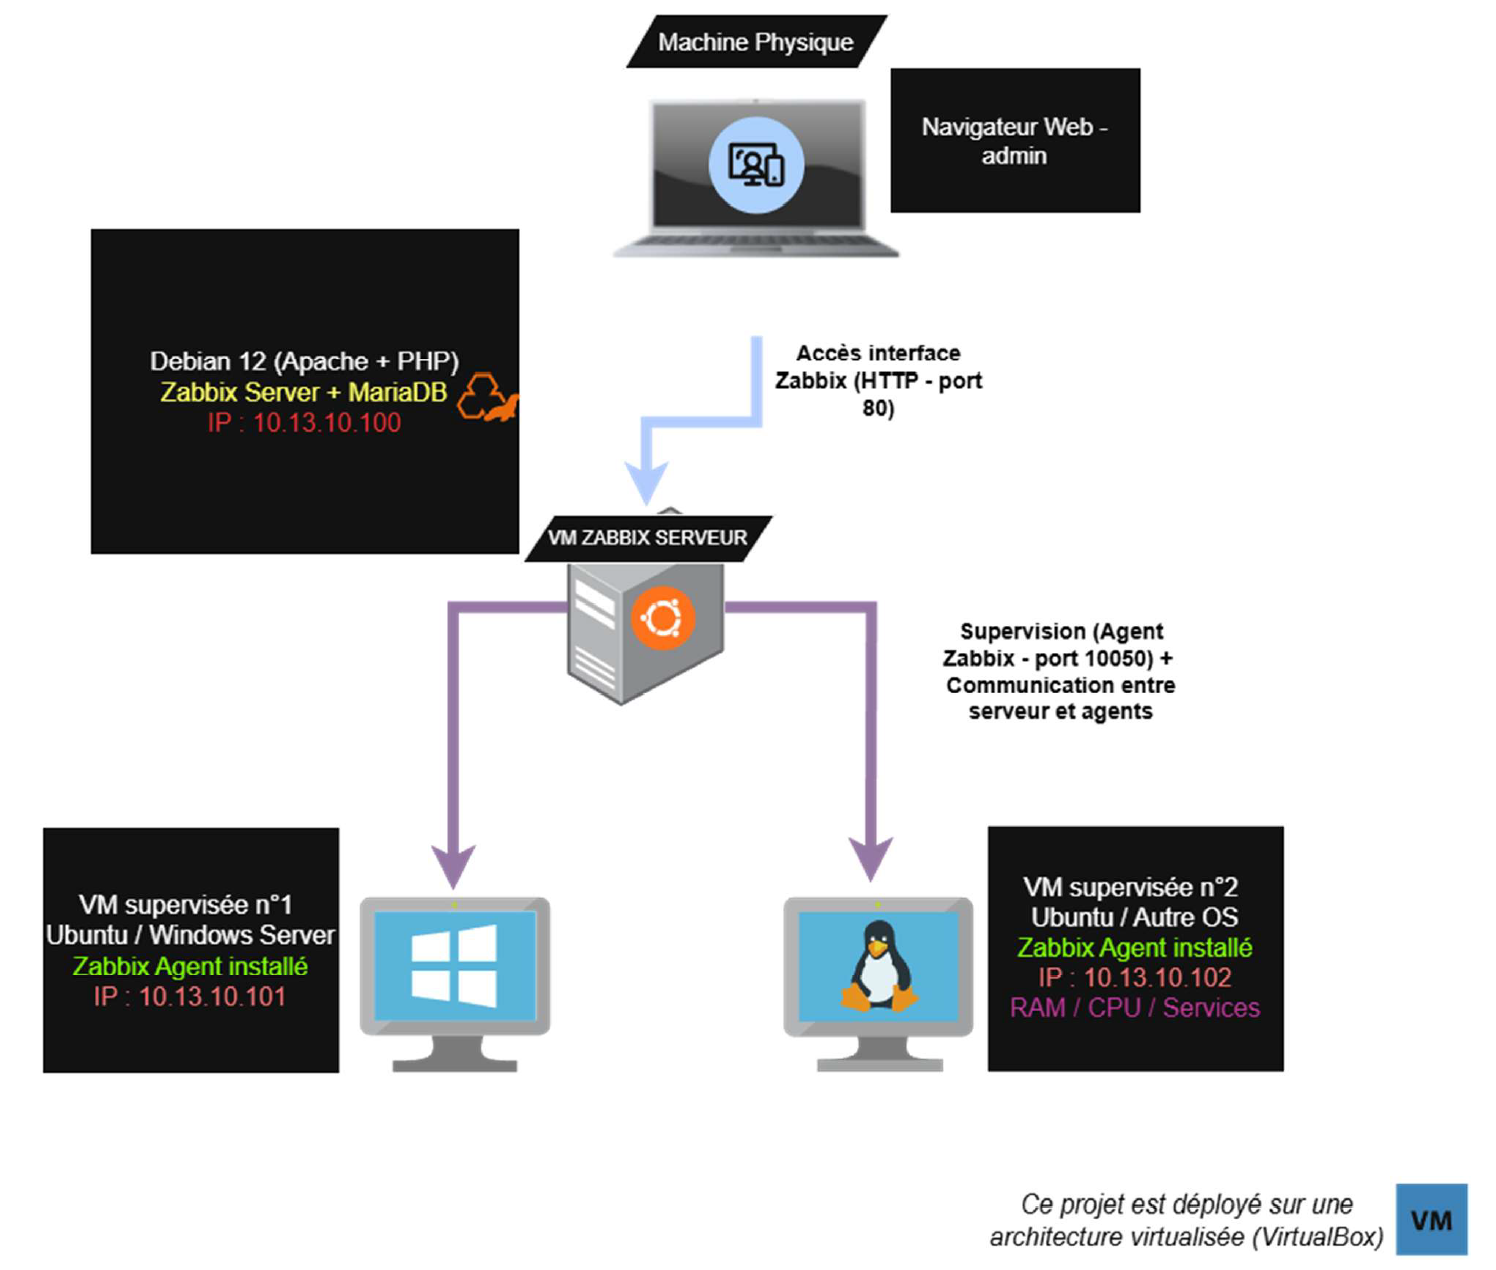 Machine Physique
Navigateur Web -
admin
Debian 12 (Apache + PHP)
Zabbix Server + MariaDB
IP : 10.13.10.100
Accès interface
Zabbix (HTTP - port
80)
VM ZABBIX SERVEUR
Supervision (Agent
Zabbix - port 10050) +
Communication entre
serveur et agents
VM supervisée n°1
Ubuntu / Windows Server
Zabbix Agent installé
IP : 10.13.10.101
VM supervisée n°2
Ubuntu / Autre OS
Zabbix Agent installé
IP : 10.13.10.102
RAM / CPU / Services
Ce projet est déployé sur une
architecture virtualisée (VirtualBox)
VM